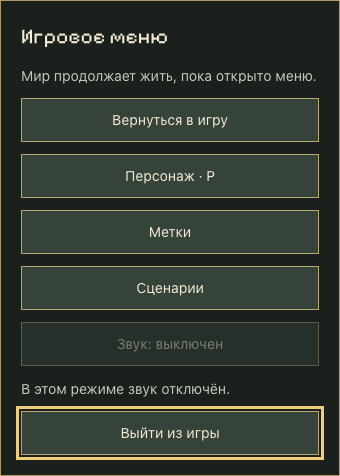 Игровое меню
Мир продолжает жить, пока открыто меню.
Вернуться в игру
Персонаж · P
Метки
Сценарии
Звук: выключен
В этом режиме звук отключён.
Выйти из игры